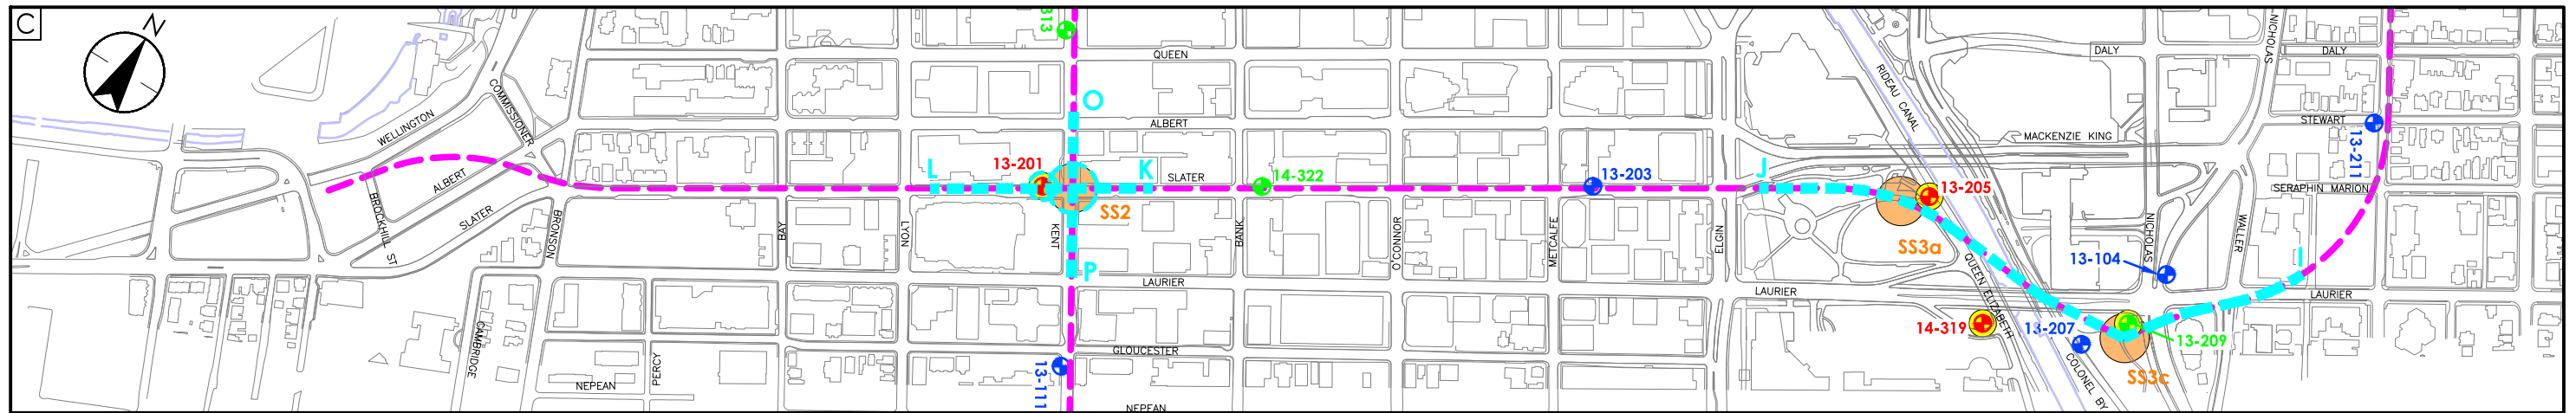 C
N
313
QUEEN
NICHOLAS
DALY
DALY
COMMISSIONER
RIDEAU CANAL
WELLINGTON
O
ALBERT
STEWART
MACKENZIE KING
13-211
13-201
L
K
SLATER
14-322
13-203
J
13-205
SERAPHIN MARION
ALBERT
BROCKHILL ST
SLATER
BRONSON
BAY
LYON
KENT
SS2
BANK
O'CONNOR
METCALFE
ELGIN
SS3a
NICHOLAS
WALLER
13-104
I
P
LAURIER
LAURIER
QUEEN ELIZABETH
LAURIER
14-319
13-207
13-209
CAMBRIDGE
PERCY
GLOUCESTER
13-111
NEPEAN
NEPEAN
COLONEL BY
SS3c